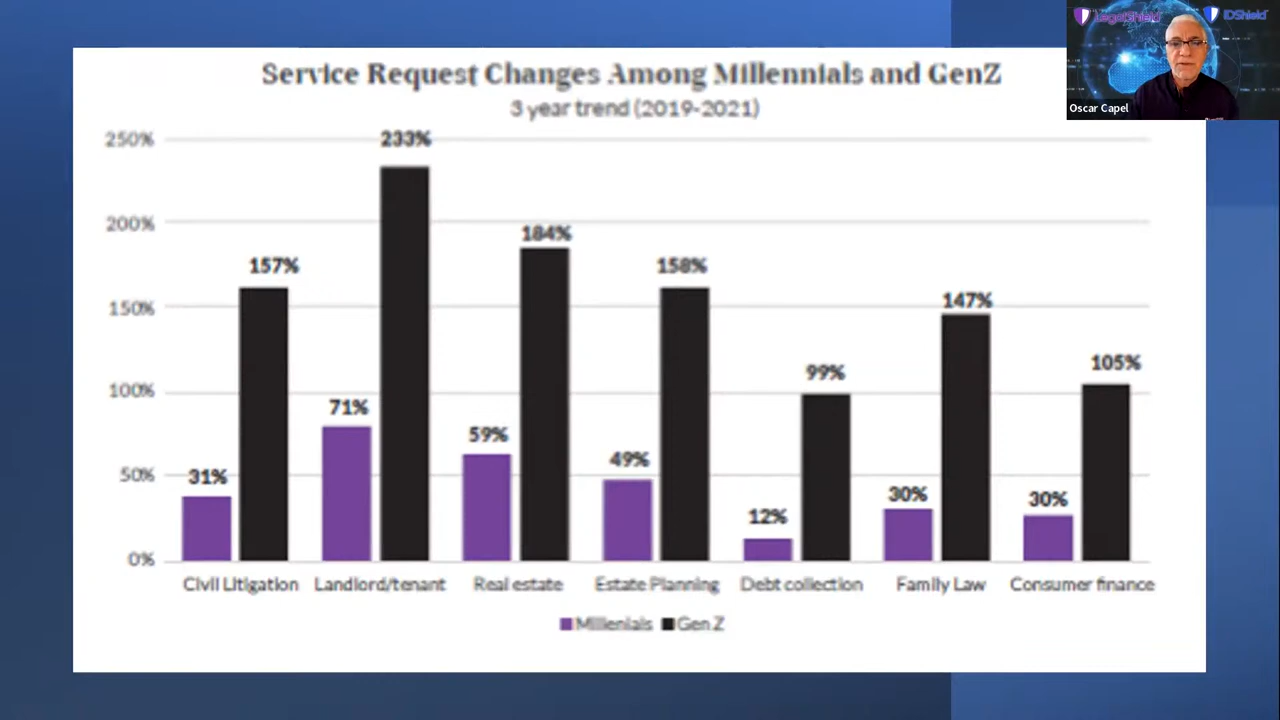 Service Request Changes Among Millennials and GenZ
3 year trend (2019-2021)
250%
200%
150%
100%
50%
0%
31%
157%
71%
233%
59%
184%
49%
158%
12%
99%
30%
147%
30%
105%
Civil Litigation
Landlord/tenant
Real estate
Estate Planning
Debt collection
Family Law
Consumer finance
Millenials
Gen Z
LegalShield
IDShield
Oscar Capel